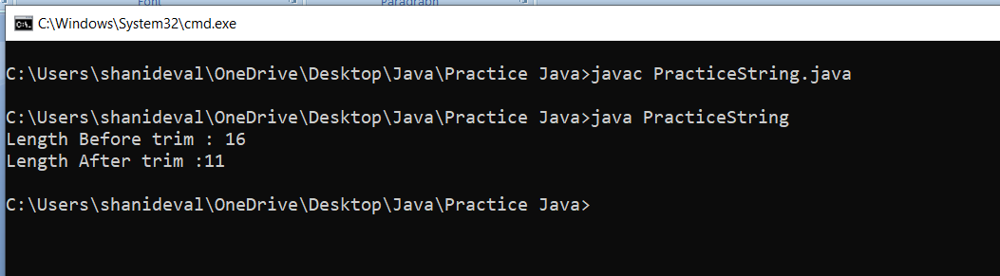 Font Paragraph
C:\Windows\System32\cmd.exe
C:\Users\shanideval\OneDrive\Desktop\Java\Practice Java>javac PracticeString.java
C:\Users\shanideval\OneDrive\Desktop\Java\Practice Java>java PracticeString
Length Before trim : 16
Length After trim :11
C:\Users\shanideval\OneDrive\Desktop\Java\Practice Java>